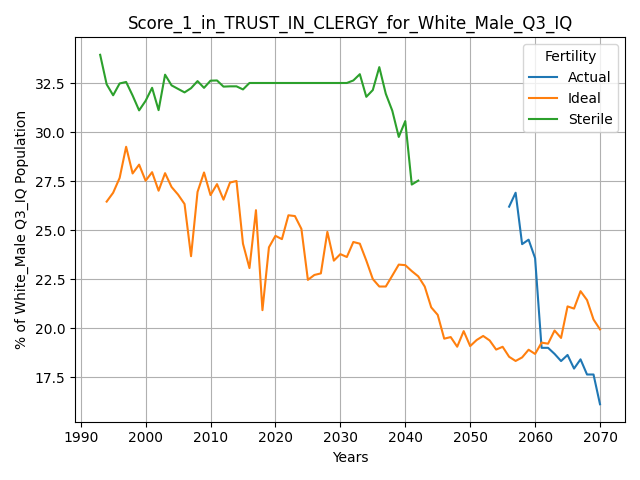 Score_1_in_TRUST_IN_CLERGY_for_White_Male_Q3_IQ
% of White_Male Q3_IQ Population
32.5
30.0
27.5
25.0
22.5
20.0
17.5
Fertility
Actual
Ideal
Sterile
1990 2000 2010 2020 2030 2040 2050 2060 2070
Years